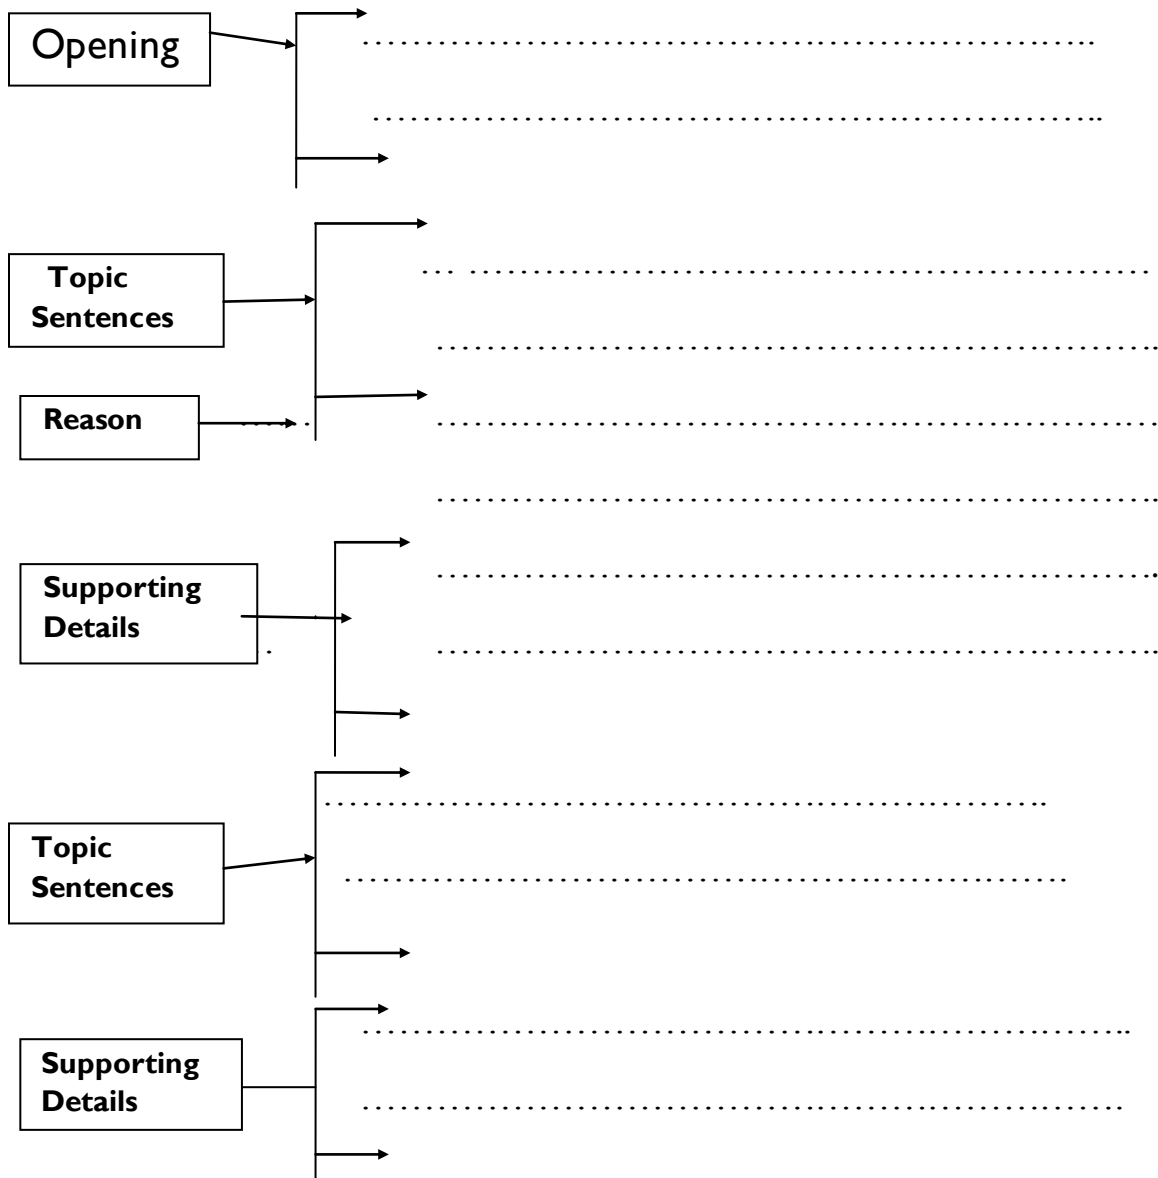 Opening
Topic
Sentences
Reason
Supporting
Details
Topic
Sentences
Supporting
Details